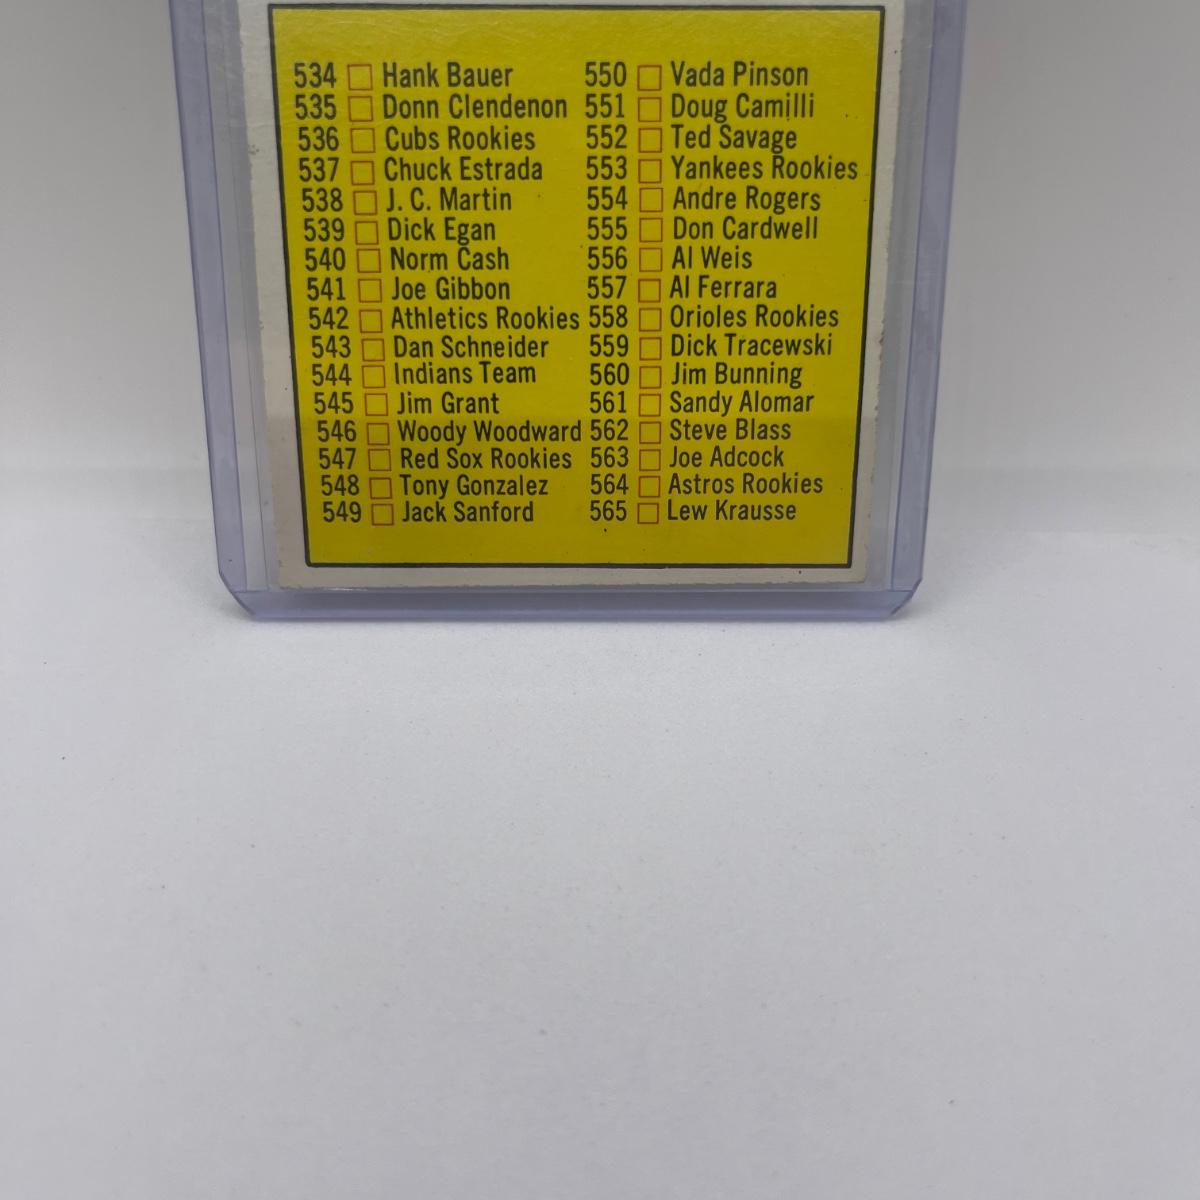 534 Hank Bauer
535 Donn Clendenon
536 Cubs Rookies
537 Chuck Estrada
538 J. C. Martin
539 Dick Egan
540 Norm Cash
541 Joe Gibbon
542 Athletics Rookies
543 Dan Schneider
544 Indians Team
545 Jim Grant
546 Woody Woodward
547 Red Sox Rookies
548 Tony Gonzalez
549 Jack Sanford
550 Vada Pinson
551 Doug Camilli
552 Ted Savage
553 Yankees Rookies
554 Andre Rogers
555 Don Cardwell
556 Al Weis
557 Al Ferrara
558 Orioles Rookies
559 Dick Tracewski
560 Jim Bunning
561 Sandy Alomar
562 Steve Blass
563 Joe Adcock
564 Astros Rookies
565 Lew Krausse